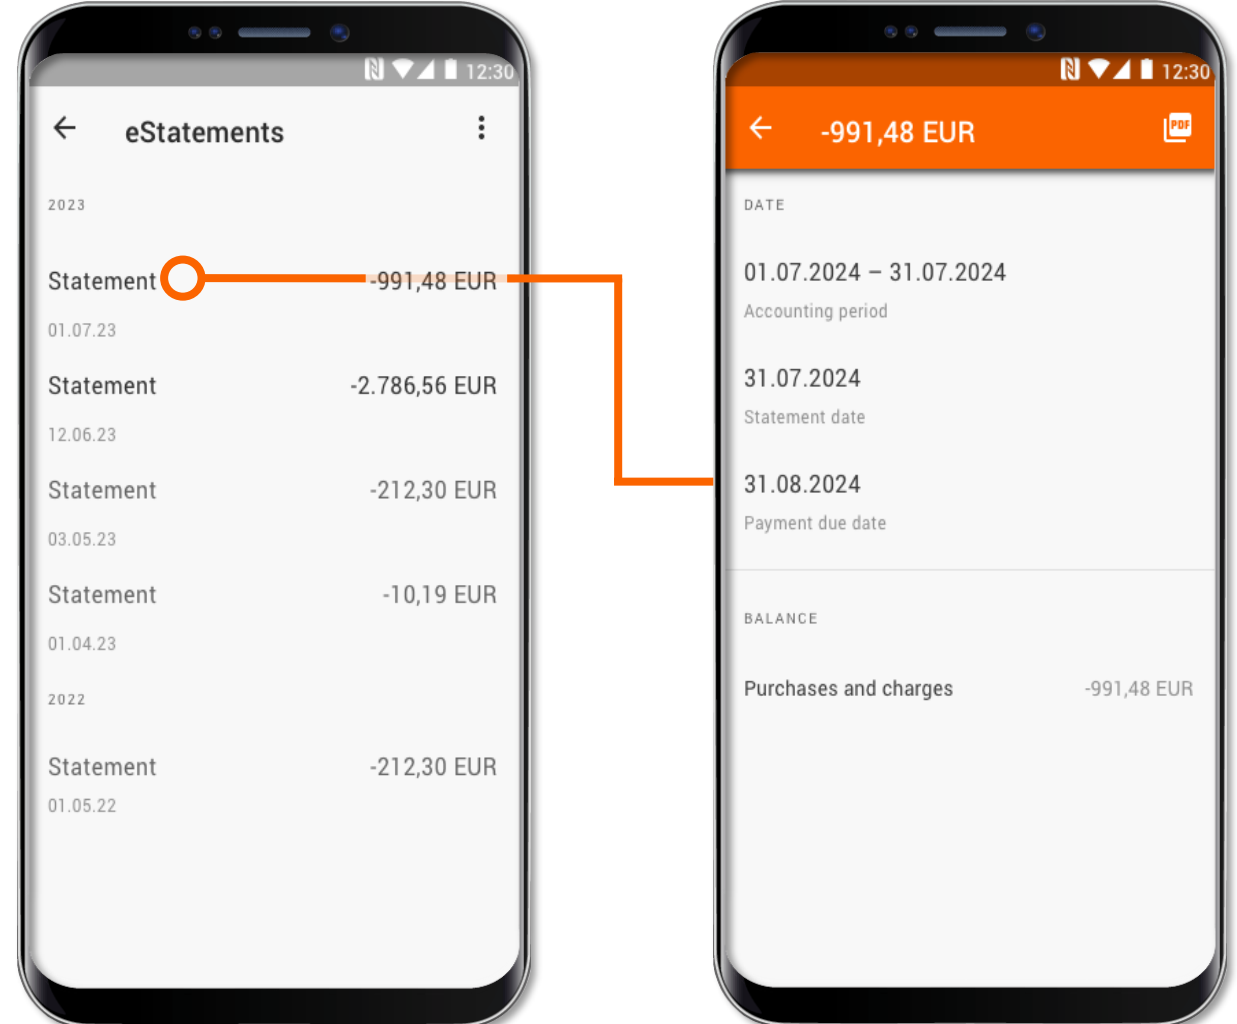 12:30
eStatements
2023
Statement -991,48 EUR
01.07.23
Statement -2.786,56 EUR
12.06.23
Statement -212,30 EUR
03.05.23
Statement -10,19 EUR
01.04.23
2022
Statement -212,30 EUR
01.05.22
12:30
-991,48 EUR PDF
DATE
01.07.2024 – 31.07.2024
Accounting period
31.07.2024
Statement date
31.08.2024
Payment due date
BALANCE
Purchases and charges -991,48 EUR